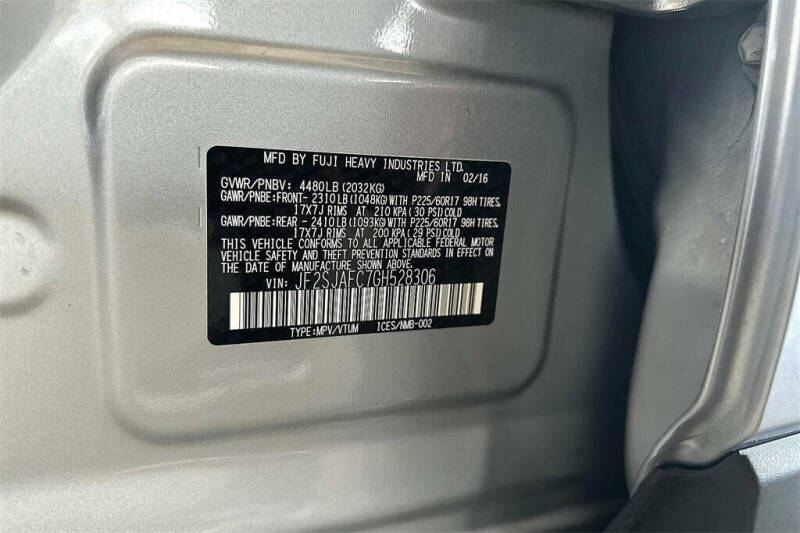 MFD BY FUJI HEAVY INDUSTRIES LTD.
MFD IN 02/16
GVWR/PNBV: 4480LB(2032KG)
GAWR/PNBE:FRONT- 2310LB(1048KG)WITH P225/60R17 98H TIRES,
17X7J RIMS AT 210 KPA(30 PSI)COLD
GAWR/PNBE:REAR - 2410LB(1093KG)WITH P225/60R17 98H TIRES,
17X7J RIMS AT 200 KPA(29 PSI)COLD
THIS VEHICLE CONFORMS TO ALL APPLICABLE FEDERAL MOTOR
VEHICLE SAFETY AND THEFT PREVENTION STANDARDS IN EFFECT ON
THE DATE OF MANUFACTURE SHOWN ABOVE.
VIN: JF2SJAFC7GH528306
TYPE:MPV/VTUM ICES/NMB-002